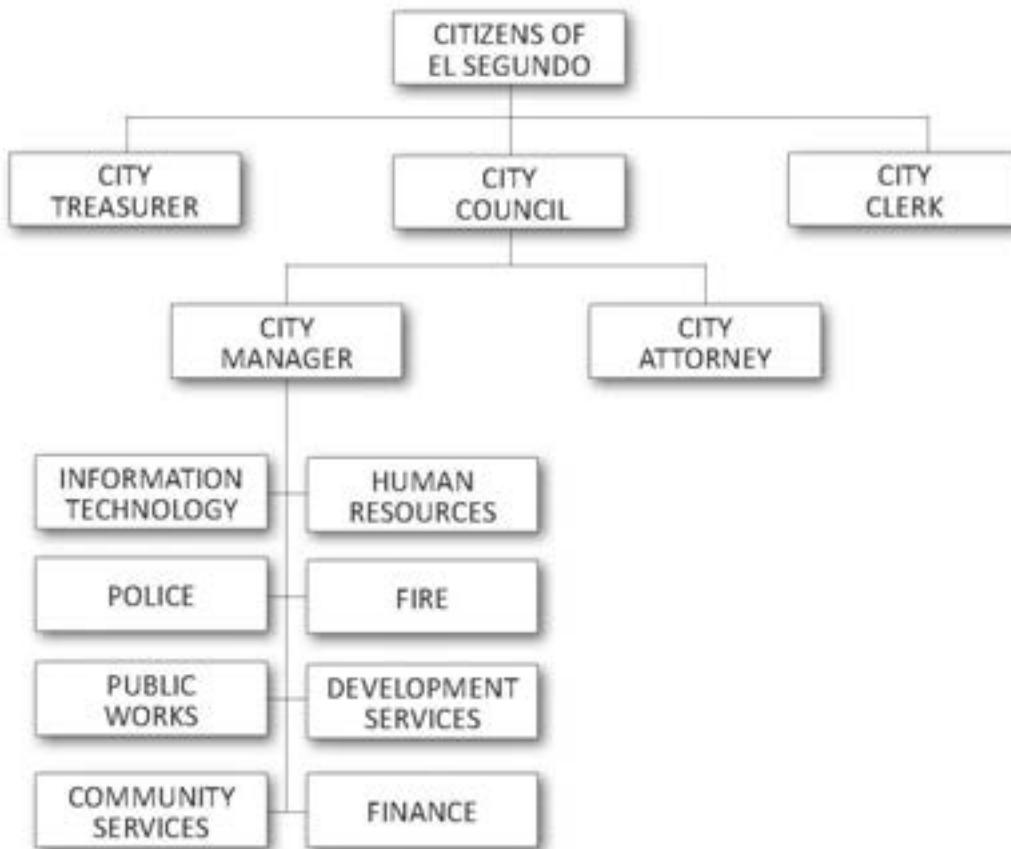 CITIZENS OF
EL SEGUNDO
CITY
TREASURER
CITY
COUNCIL
CITY
CLERK
CITY
MANAGER
CITY
ATTORNEY
INFORMATION
TECHNOLOGY
HUMAN
RESOURCES
POLICE
FIRE
PUBLIC
WORKS
DEVELOPMENT
SERVICES
COMMUNITY
SERVICES
FINANCE